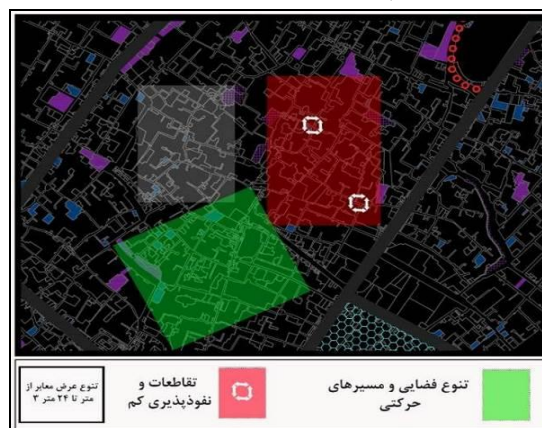 تنوع فضایی و مسیرهای
حرکتی
تقاطعات و
نفوذپذیری کم
تنوع عرض معابر از
۳ متر تا ۲۴ متر